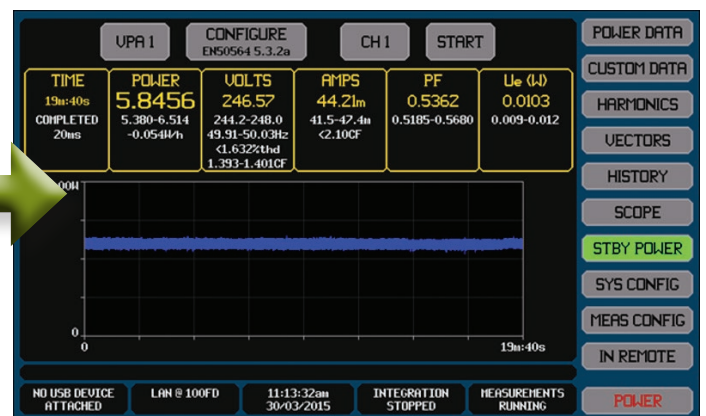 VPA 1
CONFIGURE
EN50564 5.3.2a
CH 1
START
POWER DATA
CUSTOM DATA
HARMONICS
VECTORS
HISTORY
SCOPE
STBY POWER
SYS CONFIG
MEAS CONFIG
IN REMOTE
POWER
TIME
19m:40s
COMPLETED
20ms
POWER
5.8456
5.380-6.514
-0.054W/h
VOLTS
246.57
244.2-248.0
49.91-50.03Hz
<1.632%thd
1.393-1.401CF
AMPS
44.21m
41.5-47.4m
<2.10CF
PF
0.5362
0.5185-0.5680
Ue (W)
0.0103
0.009-0.012
.00W
0
0
19m:40s
NO USB DEVICE
ATTACHED
LAN @ 100FD
11:13:32am
30/03/2015
INTEGRATION
STOPPED
MEASUREMENTS
RUNNING